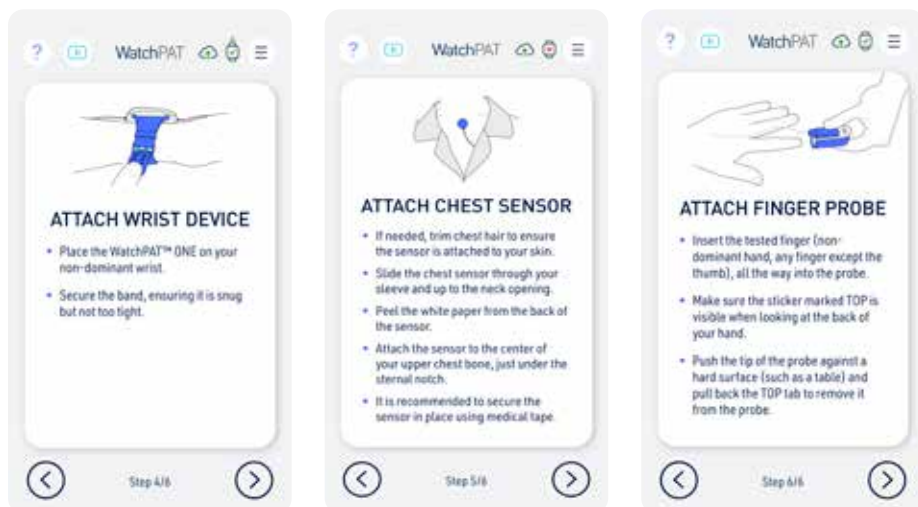 ? WatchPAT
ATTACH WRIST DEVICE
• Place the WatchPAT™ ONE on your
non-dominant wrist.
• Secure the band, ensuring it is snug
but not too tight.
Step 4/6
? WatchPAT
ATTACH CHEST SENSOR
• If needed, trim chest hair to ensure
the sensor is attached to your skin.
• Slide the chest sensor through your
sleeve and up to the neck opening.
• Peel the white paper from the back of
the sensor.
• Attach the sensor to the center of
your upper chest bone, just under the
sternal notch.
• It is recommended to secure the
sensor in place using medical tape.
Step 5/6
? WatchPAT
ATTACH FINGER PROBE
• Insert the tested finger (non-
dominant hand, any finger except the
thumb), all the way into the probe.
• Make sure the sticker marked TOP is
visible when looking at the back of
your hand.
• Push the tip of the probe against a
hard surface (such as a table) and
pull back the TOP tab to remove it
from the probe.
Step 6/6